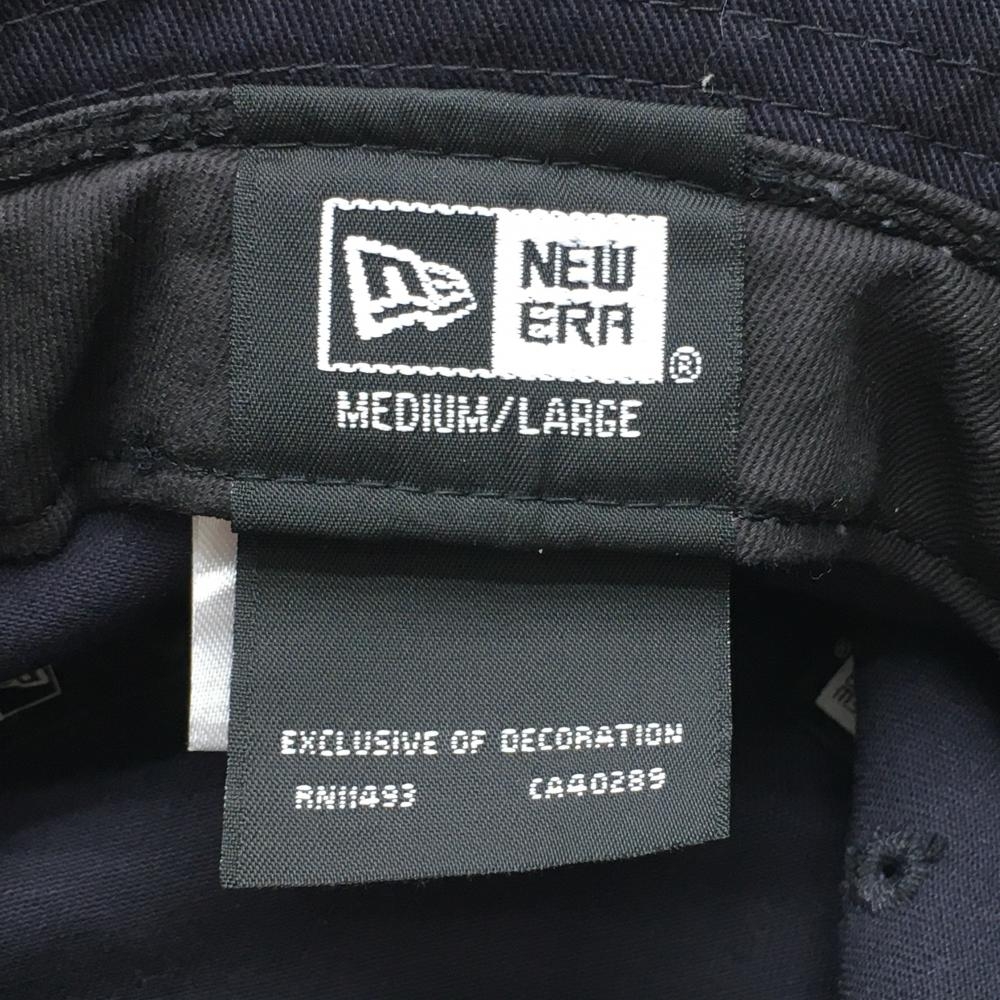 NEW
ERA
®
MEDIUM/LARGE
EXCLUSIVE OF DECORATION
RN11493 CA40289